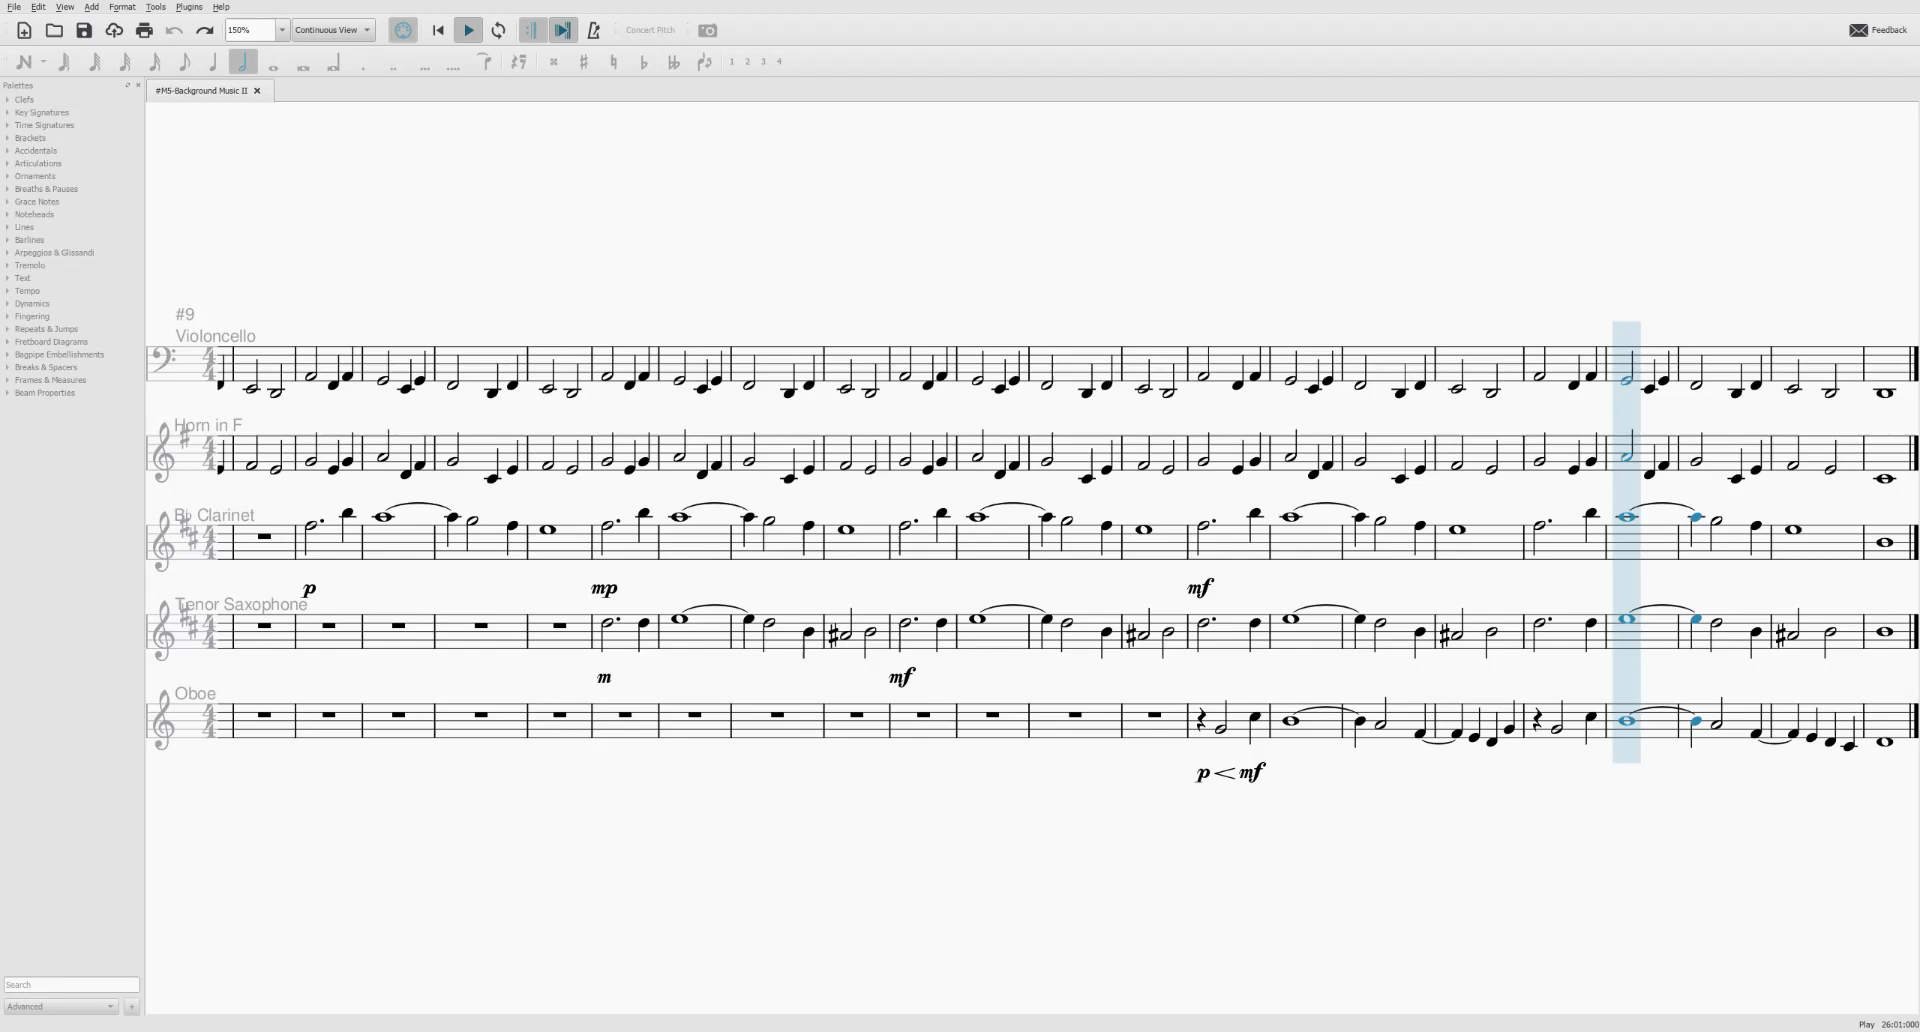 File Edit View Add Format Tools Plugins Help
150% Continuous View Concert Pitch Feedback
1 2 3 4
Palettes
#M5-Background Music II
Clefs
Key Signatures
Time Signatures
Brackets
Accidentals
Articulations
Ornaments
Breaths & Pauses
Grace Notes
Noteheads
Lines
Barlines
Arpeggios & Glissandi
Tremolo
Text
Tempo
Dynamics
Fingering
Repeats & Jumps
Fretboard Diagrams
Bagpipe Embellishments
Breaks & Spacers
Frames & Measures
Beam Properties
#9
Violoncello
Horn in F
B♭ Clarinet
p mp mf
Tenor Saxophone
m mf
Oboe
p mf
Search
Advanced
Play 26:01:000